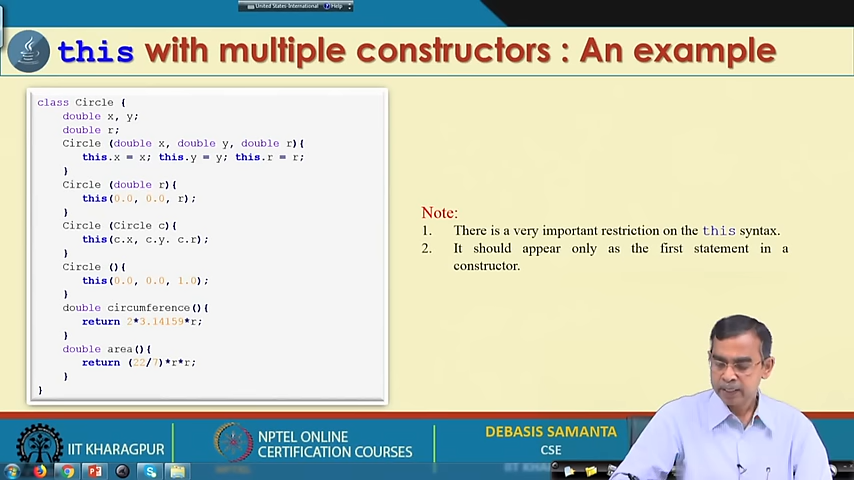 United States-International Help
this with multiple constructors : An example
class Circle {
double x, y;
double r;
Circle (double x, double y, double r){
this.x = x; this.y = y; this.r = r;
}
Circle (double r){
this(0.0, 0.0, r);
}
Circle (Circle c){
this(c.x, c.y. c.r);
}
Circle (){
this(0.0, 0.0, 1.0);
}
double circumference(){
return 2*3.14159*r;
}
double area(){
return (22/7)*r*r;
}
}
Note:
1. There is a very important restriction on the this syntax.
2. It should appear only as the first statement in a
constructor.
IIT KHARAGPUR
NPTEL ONLINE
CERTIFICATION COURSES
DEBASIS SAMANTA
CSE